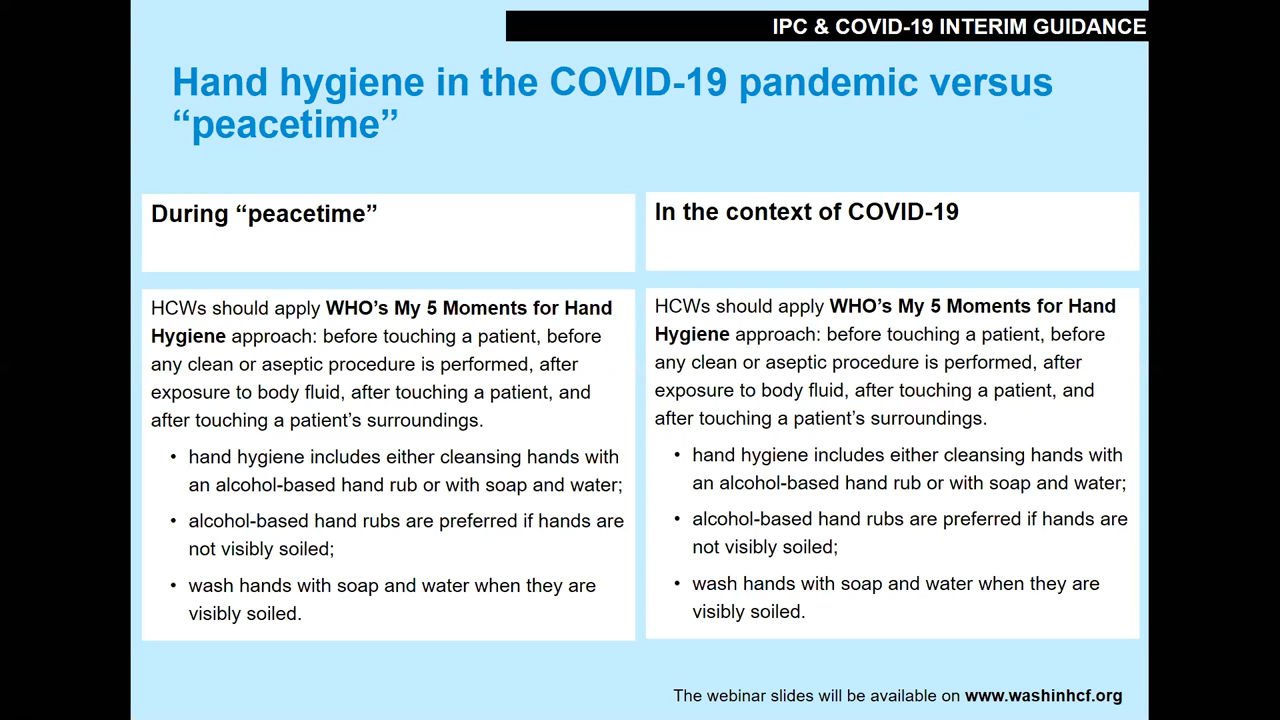 IPC & COVID-19 INTERIM GUIDANCE
Hand hygiene in the COVID-19 pandemic versus
“peacetime”
During “peacetime”
HCWs should apply WHO’s My 5 Moments for Hand
Hygiene approach: before touching a patient, before
any clean or aseptic procedure is performed, after
exposure to body fluid, after touching a patient, and
after touching a patient’s surroundings.
• hand hygiene includes either cleansing hands with
an alcohol-based hand rub or with soap and water;
• alcohol-based hand rubs are preferred if hands are
not visibly soiled;
• wash hands with soap and water when they are
visibly soiled.
In the context of COVID-19
HCWs should apply WHO’s My 5 Moments for Hand
Hygiene approach: before touching a patient, before
any clean or aseptic procedure is performed, after
exposure to body fluid, after touching a patient, and
after touching a patient’s surroundings.
• hand hygiene includes either cleansing hands with
an alcohol-based hand rub or with soap and water;
• alcohol-based hand rubs are preferred if hands are
not visibly soiled;
• wash hands with soap and water when they are
visibly soiled.
The webinar slides will be available on www.washinhcf.org